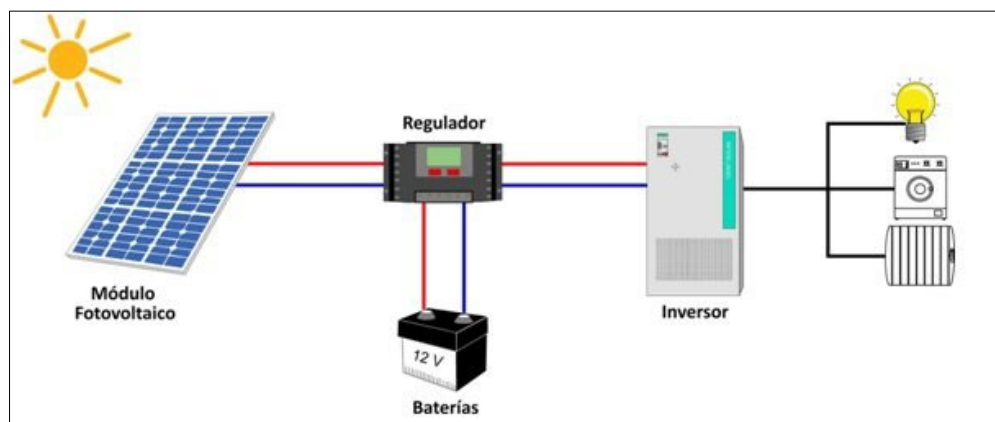 Regulador
Módulo
Fotovoltaico
12 V
Baterías
Inversor